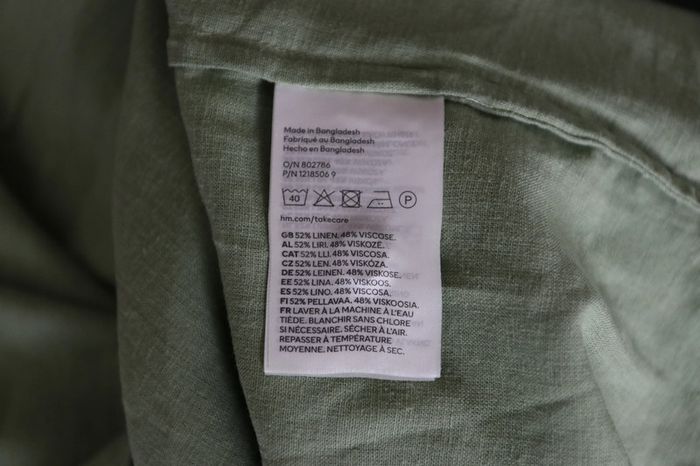 Made in Bangladesh
Fabriqué au Bangladesh
Hecho en Bangladesh
O/N 802786
P/N 1218506 9
40
P
hm.com/takecare
GB 52% LINEN. 48% VISCOSE.
AL 52% LIRI. 48% VISKOZË.
CAT 52% LLI. 48% VISCOSA.
CZ 52% LEN. 48% VISKÓZA.
DE 52% LEINEN. 48% VISKOSE.
EE 52% LINA. 48% VISKOOS.
ES 52% LINO. 48% VISCOSA.
FI 52% PELLAVAA. 48% VISKOOSIA.
FR LAVER À LA MACHINE À L'EAU
TIÈDE. BLANCHIR SANS CHLORE
SI NÉCESSAIRE. SÉCHER À L'AIR.
REPASSER À TEMPÉRATURE
MOYENNE. NETTOYAGE À SEC.